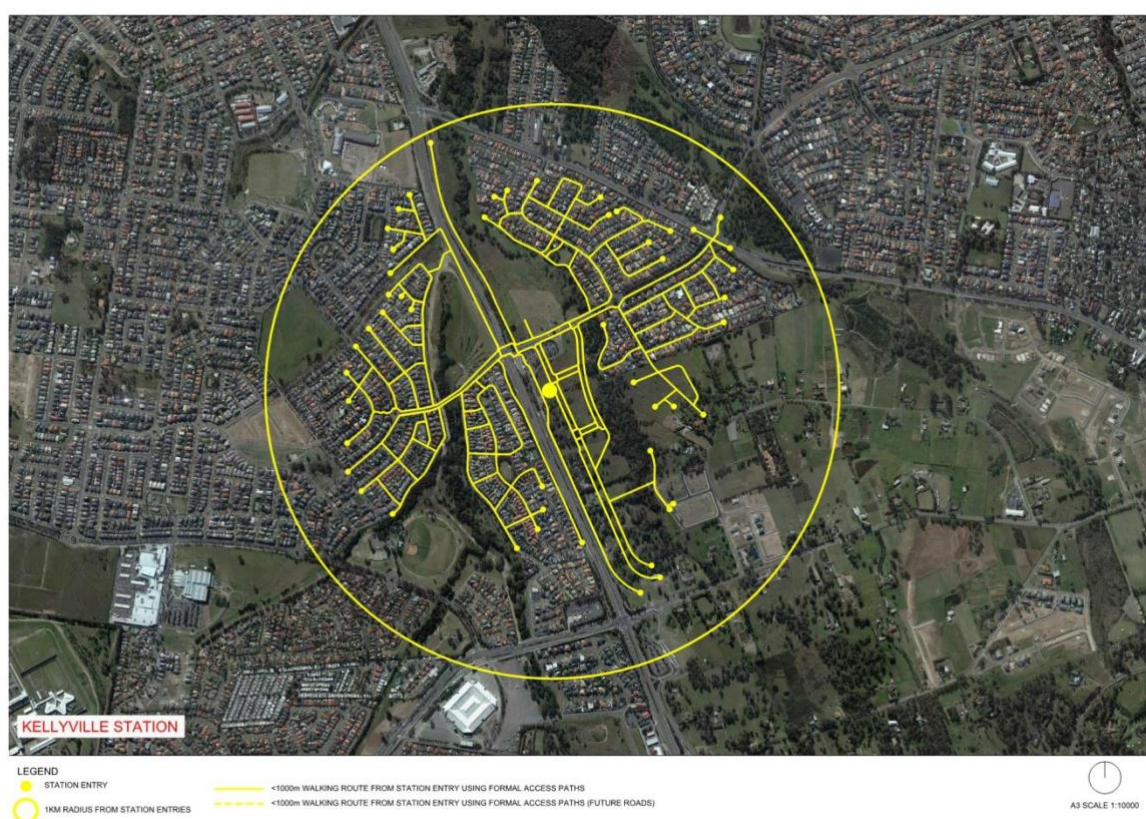 KELLYVILLE STATION
LEGEND
STATION ENTRY
1KM RADIUS FROM STATION ENTRIES
<1000m WALKING ROUTE FROM STATION ENTRY USING FORMAL ACCESS PATHS
<1000m WALKING ROUTE FROM STATION ENTRY USING FORMAL ACCESS PATHS (FUTURE ROADS)
A3 SCALE 1:10000